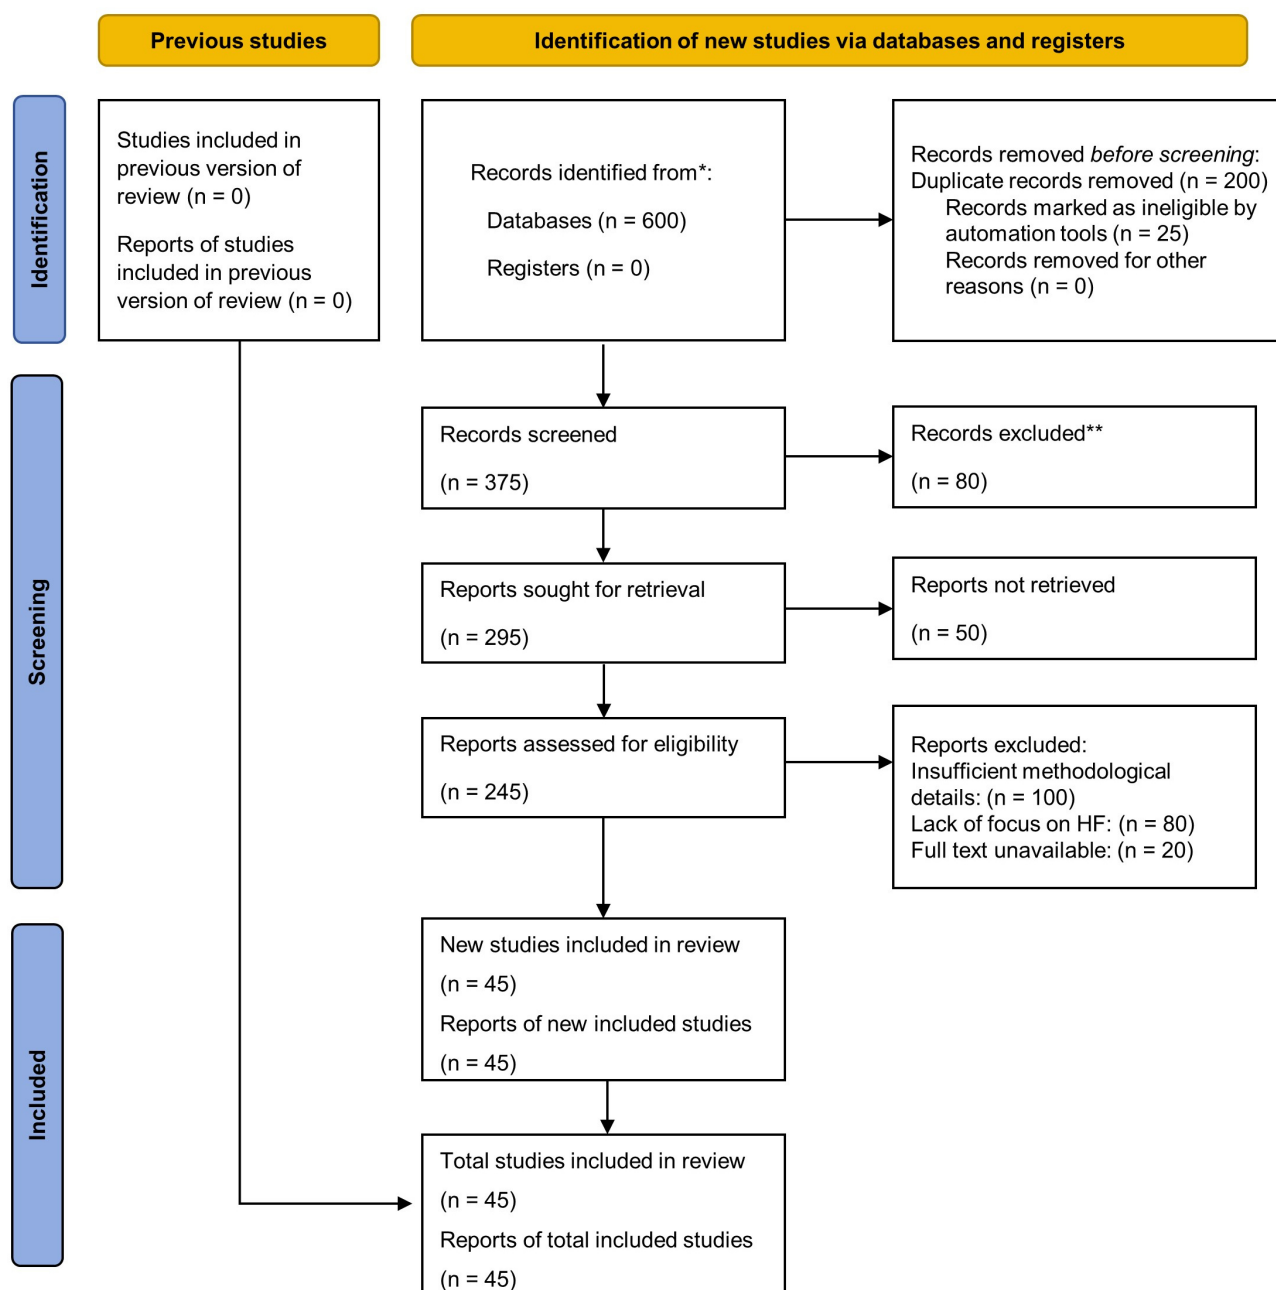 Previous studies
Identification of new studies via databases and registers
Identification
Studies included in
previous version of
review (n = 0)
Reports of studies
included in previous
version of review (n = 0)
Records identified from*:
Databases (n = 600)
Registers (n = 0)
Records removed before screening:
Duplicate records removed (n = 200)
Records marked as ineligible by
automation tools (n = 25)
Records removed for other
reasons (n = 0)
Screening
Records screened
(n = 375)
Records excluded**
(n = 80)
Reports sought for retrieval
(n = 295)
Reports not retrieved
(n = 50)
Reports assessed for eligibility
(n = 245)
Reports excluded:
Insufficient methodological
details: (n = 100)
Lack of focus on HF: (n = 80)
Full text unavailable: (n = 20)
Included
New studies included in review
(n = 45)
Reports of new included studies
(n = 45)
Total studies included in review
(n = 45)
Reports of total included studies
(n = 45)